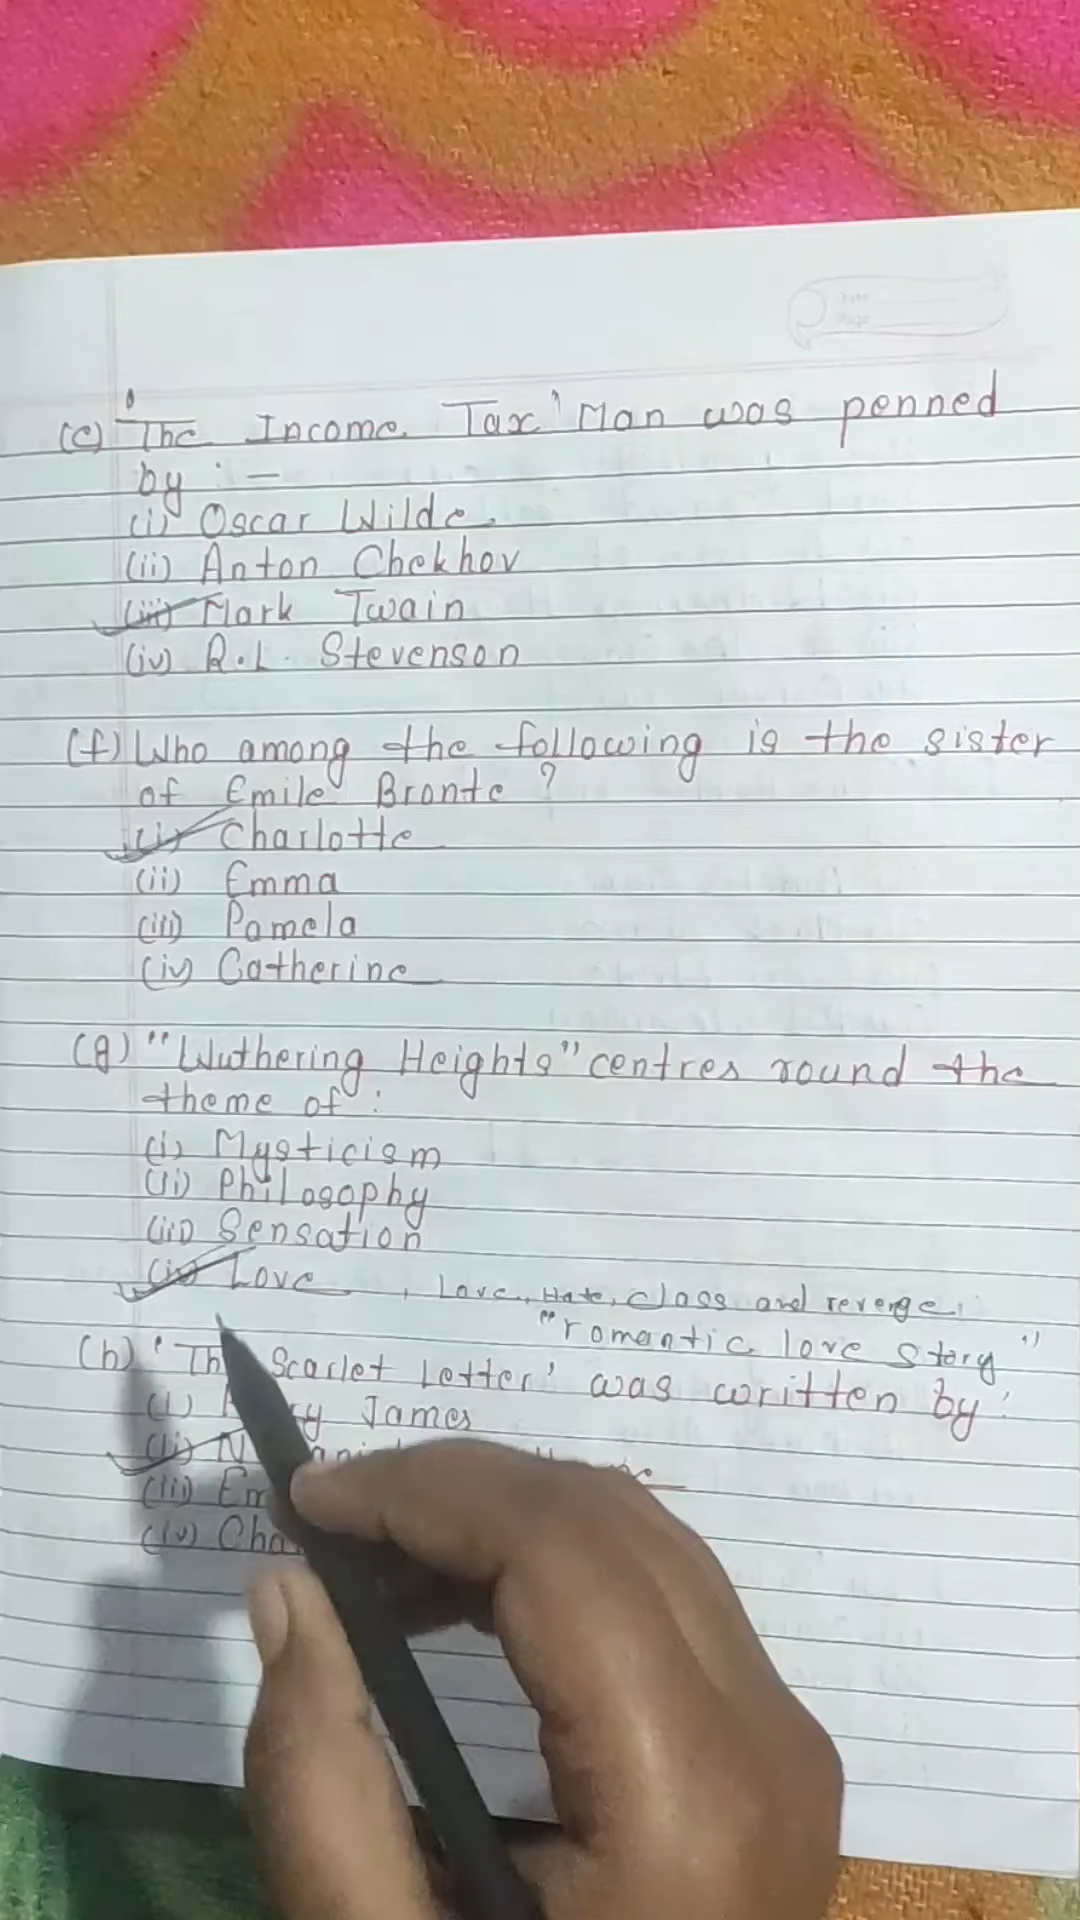 (c) 'The Income Tax' Man was penned
by :-
(i) Oscar Wilde
(ii) Anton Chekhov
(iii) Mark Twain
(iv) R.L. Stevenson
(f) Who among the following is the sister
of Emile Bronte ?
(i) Charlotte
(ii) Emma
(iii) Pamela
(iv) Catherine
(g) "Wuthering Heights" centres round the
theme of :
(i) Mysticism
(ii) Philosophy
(iii) Sensation
(iv) Love , Love, Hate, class and revenge.
"romantic love story"
(h) 'The Scarlet Letter' was written by :
(i) James
(ii)
(iii)
(iv)